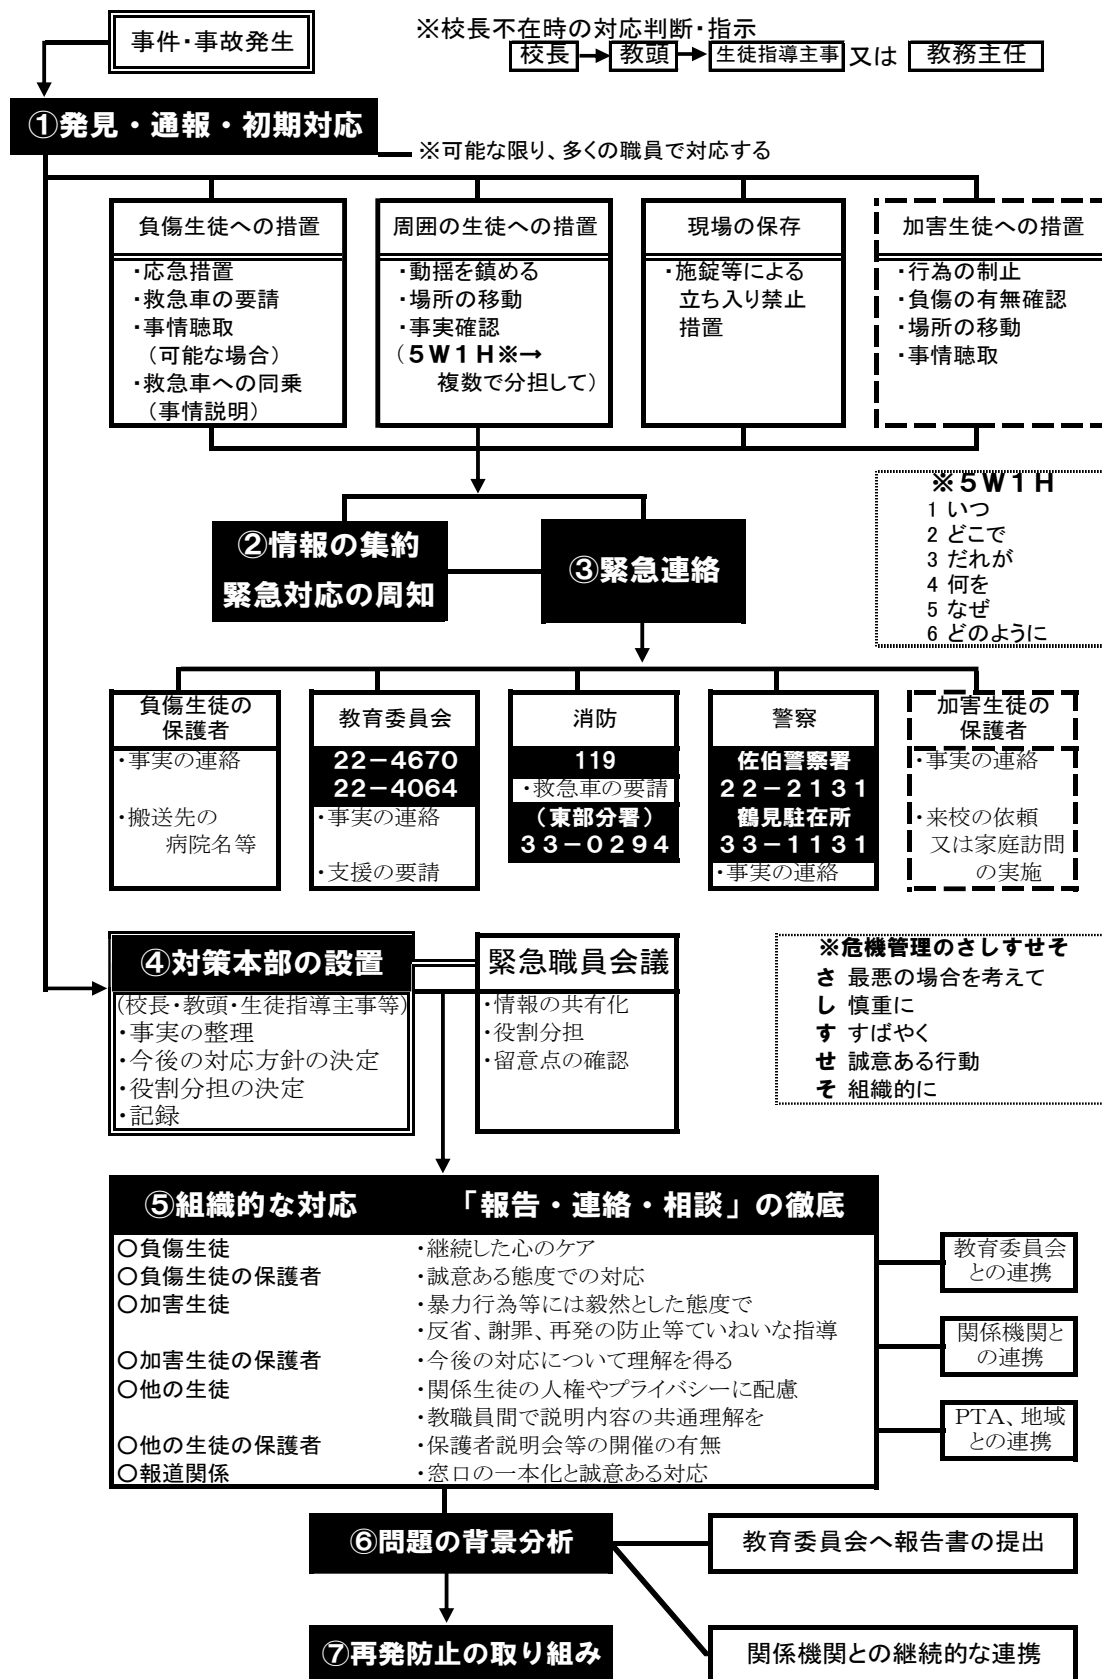 事件・事故発生
※校長不在時の対応判断・指示
校長 教頭 生徒指導主事 又は 教務主任
①発見・通報・初期対応
※可能な限り、多くの職員で対応する
負傷生徒への措置
・応急措置
・救急車の要請
・事情聴取
（可能な場合）
・救急車への同乗
（事情説明）
周囲の生徒への措置
・動揺を鎮める
・場所の移動
・事実確認
（５Ｗ１Ｈ※→
複数で分担して）
現場の保存
・施錠等による
立ち入り禁止
措置
加害生徒への措置
・行為の制止
・負傷の有無確認
・場所の移動
・事情聴取
※５Ｗ１Ｈ
1 いつ
2 どこで
3 だれが
4 何を
5 なぜ
6 どのように
②情報の集約
緊急対応の周知
③緊急連絡
負傷生徒の
保護者
・事実の連絡
・搬送先の
病院名等
教育委員会
２２－４６７０
２２－４０６４
・事実の連絡
・支援の要請
消防
119
・救急車の要請
（東部分署）
３３－０２９４
警察
佐伯警察署
２２－２１３１
鶴見駐在所
３３－１１３１
・事実の連絡
加害生徒の
保護者
・事実の連絡
・来校の依頼
又は家庭訪問
の実施
④対策本部の設置
(校長・教頭・生徒指導主事等)
・事実の整理
・今後の対応方針の決定
・役割分担の決定
・記録
緊急職員会議
・情報の共有化
・役割分担
・留意点の確認
※危機管理のさしすせそ
さ 最悪の場合を考えて
し 慎重に
す すばやく
せ 誠意ある行動
そ 組織的に
⑤組織的な対応 「報告・連絡・相談」の徹底
○負傷生徒 ・継続した心のケア
○負傷生徒の保護者 ・誠意ある態度での対応
○加害生徒 ・暴力行為等には毅然とした態度で
・反省、謝罪、再発の防止等ていねいな指導
○加害生徒の保護者 ・今後の対応について理解を得る
○他の生徒 ・関係生徒の人権やプライバシーに配慮
・教職員間で説明内容の共通理解を
○他の生徒の保護者 ・保護者説明会等の開催の有無
○報道関係 ・窓口の一本化と誠意ある対応
教育委員会
との連携
関係機関と
の連携
PTA、地域
との連携
⑥問題の背景分析
教育委員会へ報告書の提出
⑦再発防止の取り組み
関係機関との継続的な連携